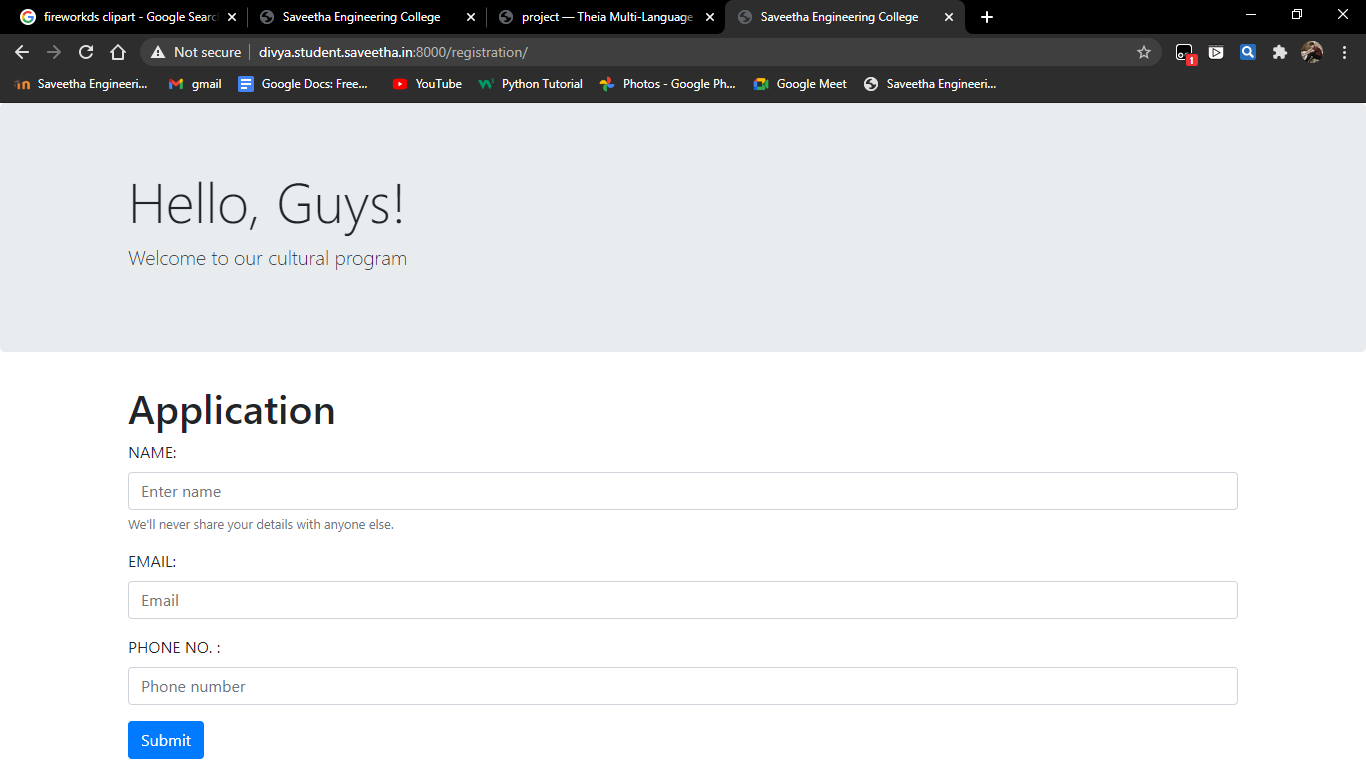 fireworkds clipart - Google Searc
Saveetha Engineering College
project — Theia Multi-Language
Saveetha Engineering College
Not secure
divya.student.saveetha.in:8000/registration/
1
Saveetha Engineeri...
gmail
Google Docs: Free...
YouTube
Python Tutorial
Photos - Google Ph...
Google Meet
Saveetha Engineeri...
Hello, Guys!
Welcome to our cultural program
Application
NAME:
Enter name
We'll never share your details with anyone else.
EMAIL:
Email
PHONE NO. :
Phone number
Submit